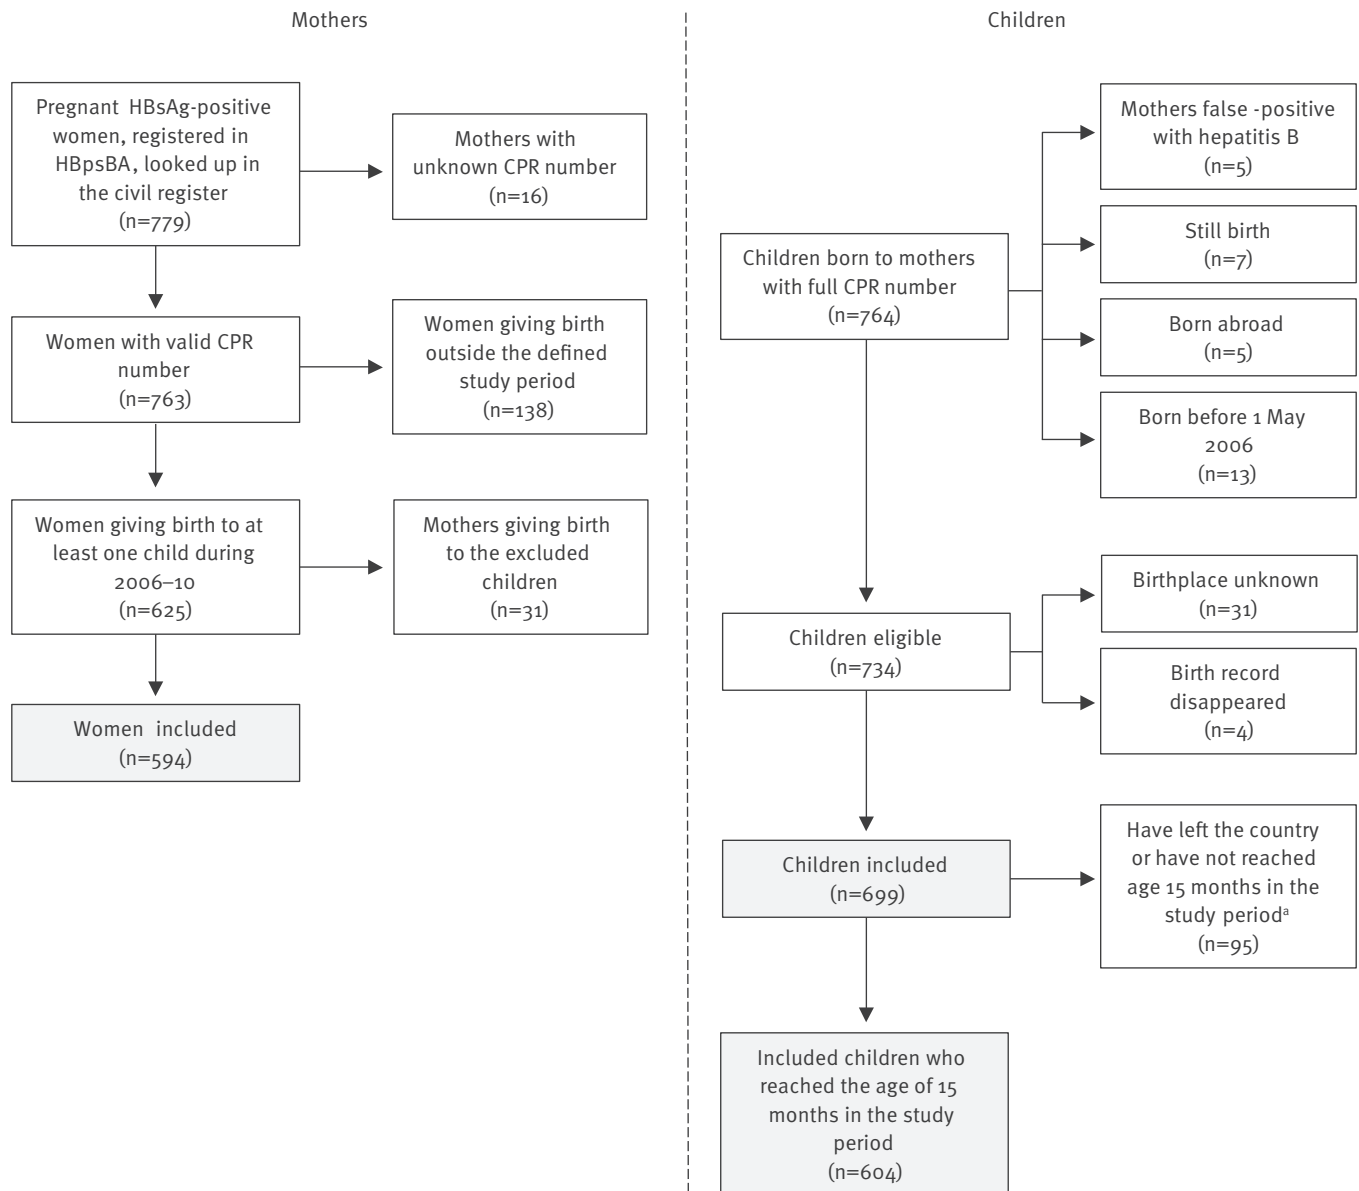 Mothers
Pregnant HBsAg-positive
women, registered in
HBpsBA, looked up in
the civil register
(n=779)
Mothers with
unknown CPR number
(n=16)
Women with valid CPR
number
(n=763)
Women giving birth
outside the defined
study period
(n=138)
Women giving birth to at
least one child during
2006–10
(n=625)
Mothers giving birth
to the excluded
children
(n=31)
Women included
(n=594)
Children
Children born to mothers
with full CPR number
(n=764)
Mothers false -positive
with hepatitis B
(n=5)
Still birth
(n=7)
Born abroad
(n=5)
Born before 1 May
2006
(n=13)
Children eligible
(n=734)
Birthplace unknown
(n=31)
Birth record
disappeared
(n=4)
Children included
(n=699)
Have left the country
or have not reached
age 15 months in the
study periodᵃ
(n=95)
Included children who
reached the age of 15
months in the study
period
(n=604)